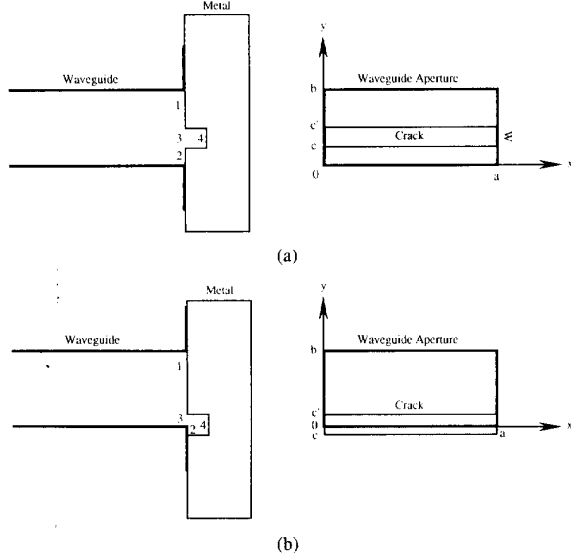 Metal
y
Waveguide
b
Waveguide Aperture
1
c'
3
4
Crack
W
2
c
0
a
x
(a)
Metal
y
Waveguide
b
Waveguide Aperture
1
3
c'
Crack
2
4
0
c
a
x
(b)